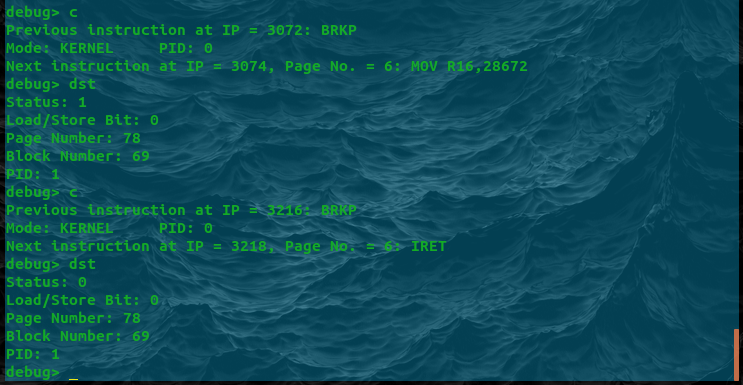 debug> c
Previous instruction at IP = 3072: BRKP
Mode: KERNEL     PID: 0
Next instruction at IP = 3074, Page No. = 6: MOV R16,28672
debug> dst
Status: 1
Load/Store Bit: 0
Page Number: 78
Block Number: 69
PID: 1
debug> c
Previous instruction at IP = 3216: BRKP
Mode: KERNEL     PID: 0
Next instruction at IP = 3218, Page No. = 6: IRET
debug> dst
Status: 0
Load/Store Bit: 0
Page Number: 78
Block Number: 69
PID: 1
debug> _